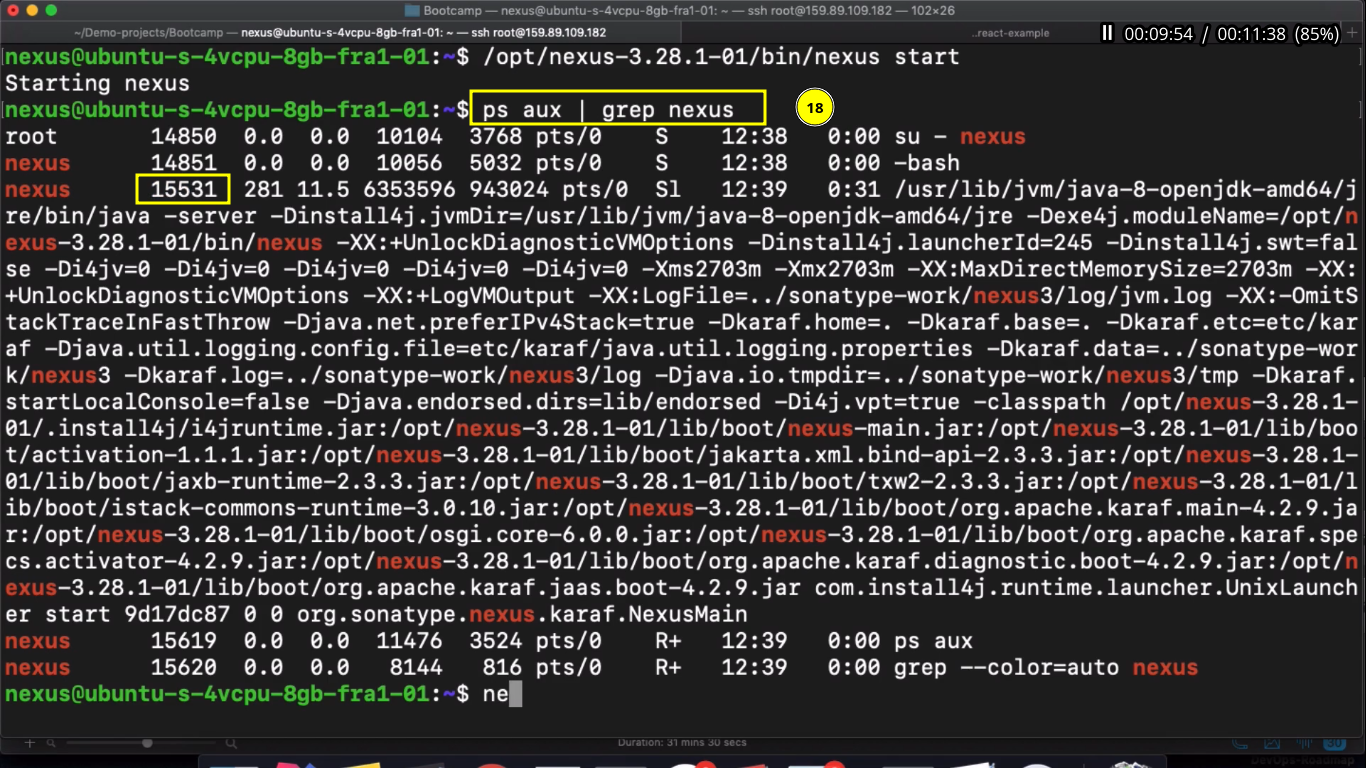 Bootcamp — nexus@ubuntu-s-4vcpu-8gb-fra1-01: ~ — ssh root@159.89.109.182 — 102×26
~/Demo-projects/Bootcamp — nexus@ubuntu-s-4vcpu-8gb-fra1-01: ~ — ssh root@159.89.109.182
..react-example
00:09:54 / 00:11:38 (85%)
nexus@ubuntu-s-4vcpu-8gb-fra1-01:~$ /opt/nexus-3.28.1-01/bin/nexus start
Starting nexus
nexus@ubuntu-s-4vcpu-8gb-fra1-01:~$ ps aux | grep nexus
18
root 14850 0.0 0.0 10104 3768 pts/0 S 12:38 0:00 su - nexus
nexus 14851 0.0 0.0 10056 5032 pts/0 S 12:38 0:00 -bash
nexus 15531 281 11.5 6353596 943024 pts/0 Sl 12:39 0:31 /usr/lib/jvm/java-8-openjdk-amd64/j
re/bin/java -server -Dinstall4j.jvmDir=/usr/lib/jvm/java-8-openjdk-amd64/jre -Dexe4j.moduleName=/opt/n
exus-3.28.1-01/bin/nexus -XX:+UnlockDiagnosticVMOptions -Dinstall4j.launcherId=245 -Dinstall4j.swt=fal
se -Di4jv=0 -Di4jv=0 -Di4jv=0 -Di4jv=0 -Di4jv=0 -Xms2703m -Xmx2703m -XX:MaxDirectMemorySize=2703m -XX:
+UnlockDiagnosticVMOptions -XX:+LogVMOutput -XX:LogFile=../sonatype-work/nexus3/log/jvm.log -XX:-OmitS
tackTraceInFastThrow -Djava.net.preferIPv4Stack=true -Dkaraf.home=. -Dkaraf.base=. -Dkaraf.etc=etc/kar
af -Djava.util.logging.config.file=etc/karaf/java.util.logging.properties -Dkaraf.data=../sonatype-wor
k/nexus3 -Dkaraf.log=../sonatype-work/nexus3/log -Djava.io.tmpdir=../sonatype-work/nexus3/tmp -Dkaraf.
startLocalConsole=false -Djava.endorsed.dirs=lib/endorsed -Di4j.vpt=true -classpath /opt/nexus-3.28.1-
01/.install4j/i4jruntime.jar:/opt/nexus-3.28.1-01/lib/boot/nexus-main.jar:/opt/nexus-3.28.1-01/lib/boo
t/activation-1.1.1.jar:/opt/nexus-3.28.1-01/lib/boot/jakarta.xml.bind-api-2.3.3.jar:/opt/nexus-3.28.1-
01/lib/boot/jaxb-runtime-2.3.3.jar:/opt/nexus-3.28.1-01/lib/boot/txw2-2.3.3.jar:/opt/nexus-3.28.1-01/l
ib/boot/istack-commons-runtime-3.0.10.jar:/opt/nexus-3.28.1-01/lib/boot/org.apache.karaf.main-4.2.9.ja
r:/opt/nexus-3.28.1-01/lib/boot/osgi.core-6.0.0.jar:/opt/nexus-3.28.1-01/lib/boot/org.apache.karaf.spe
cs.activator-4.2.9.jar:/opt/nexus-3.28.1-01/lib/boot/org.apache.karaf.diagnostic.boot-4.2.9.jar:/opt/n
exus-3.28.1-01/lib/boot/org.apache.karaf.jaas.boot-4.2.9.jar com.install4j.runtime.launcher.UnixLaunch
er start 9d17dc87 0 0 org.sonatype.nexus.karaf.NexusMain
nexus 15619 0.0 0.0 11476 3524 pts/0 R+ 12:39 0:00 ps aux
nexus 15620 0.0 0.0 8144 816 pts/0 R+ 12:39 0:00 grep --color=auto nexus
nexus@ubuntu-s-4vcpu-8gb-fra1-01:~$ ne
Duration: 31 mins 30 secs
30
DevOps-Roadmap